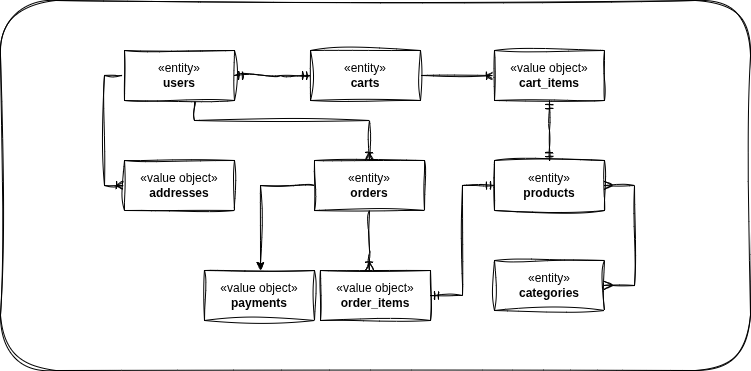 «entity»
users
«entity»
carts
«value object»
cart_items
«value object»
addresses
«entity»
orders
«entity»
products
«value object»
payments
«value object»
order_items
«entity»
categories